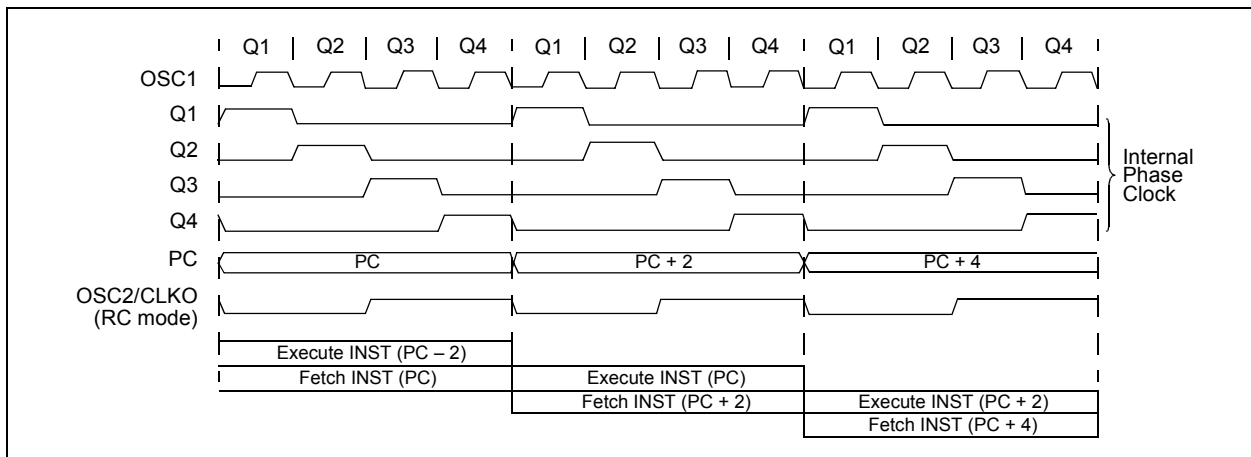 Q1 Q2 Q3 Q4 Q1 Q2 Q3 Q4 Q1 Q2 Q3 Q4
OSC1
Q1
Q2
Q3
Q4
Internal
Phase
Clock
PC PC PC + 2 PC + 4
OSC2/CLKO
(RC mode)
Execute INST (PC – 2)
Fetch INST (PC) Execute INST (PC)
Fetch INST (PC + 2) Execute INST (PC + 2)
Fetch INST (PC + 4)